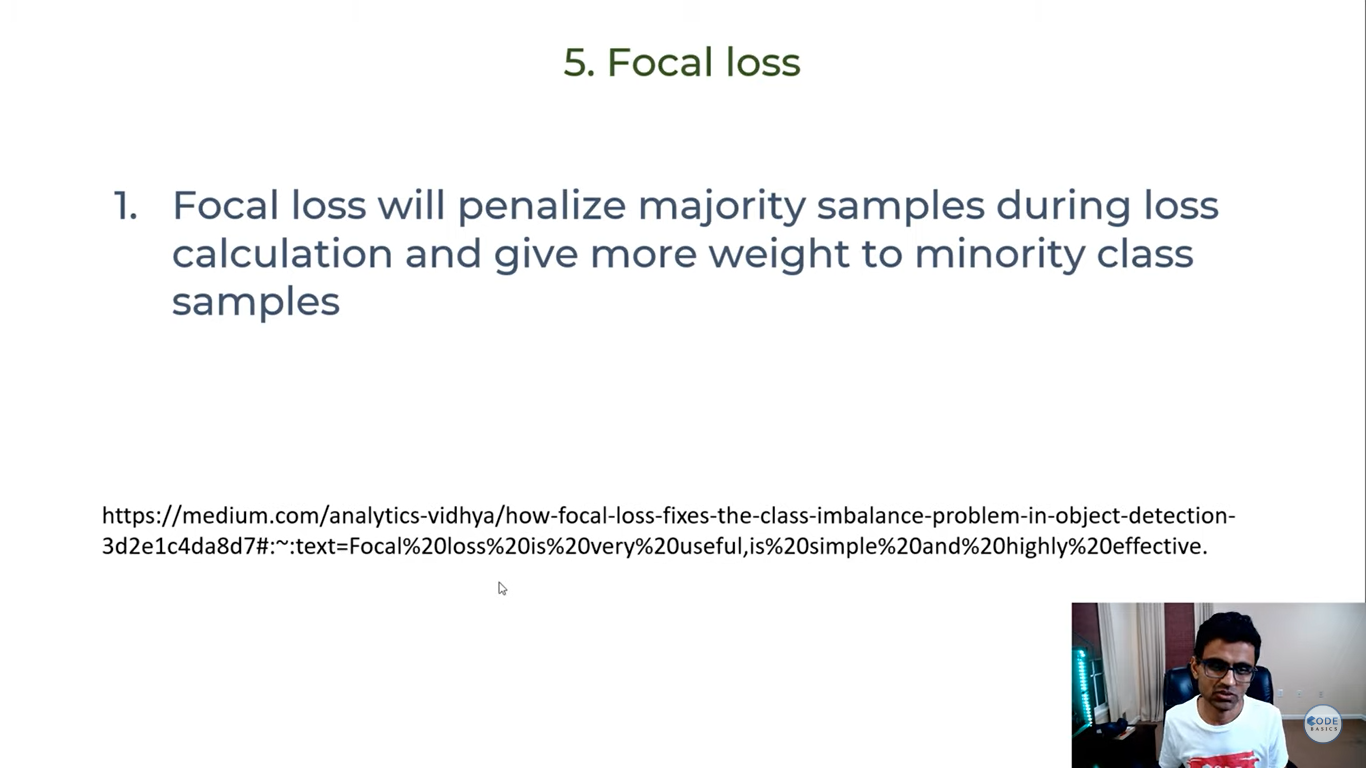 5. Focal loss
1. Focal loss will penalize majority samples during loss
calculation and give more weight to minority class
samples
https://medium.com/analytics-vidhya/how-focal-loss-fixes-the-class-imbalance-problem-in-object-detection-
3d2e1c4da8d7#:~:text=Focal%20loss%20is%20very%20useful,is%20simple%20and%20highly%20effective.
CODE
BASICS